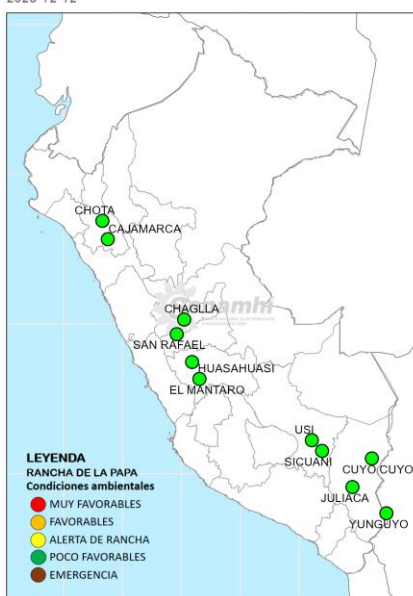 CHOTA
CAJAMARCA
Senamhi
CHAGLLA
SAN RAFAEL
HUASAHUASI
EL MANTARO
USI
SICUANI
CUYO CUYO
JULIACA
YUNGUYO
LEYENDA
RANCHA DE LA PAPA
Condiciones ambientales
MUY FAVORABLES
FAVORABLES
ALERTA DE RANCHA
POCO FAVORABLES
EMERGENCIA